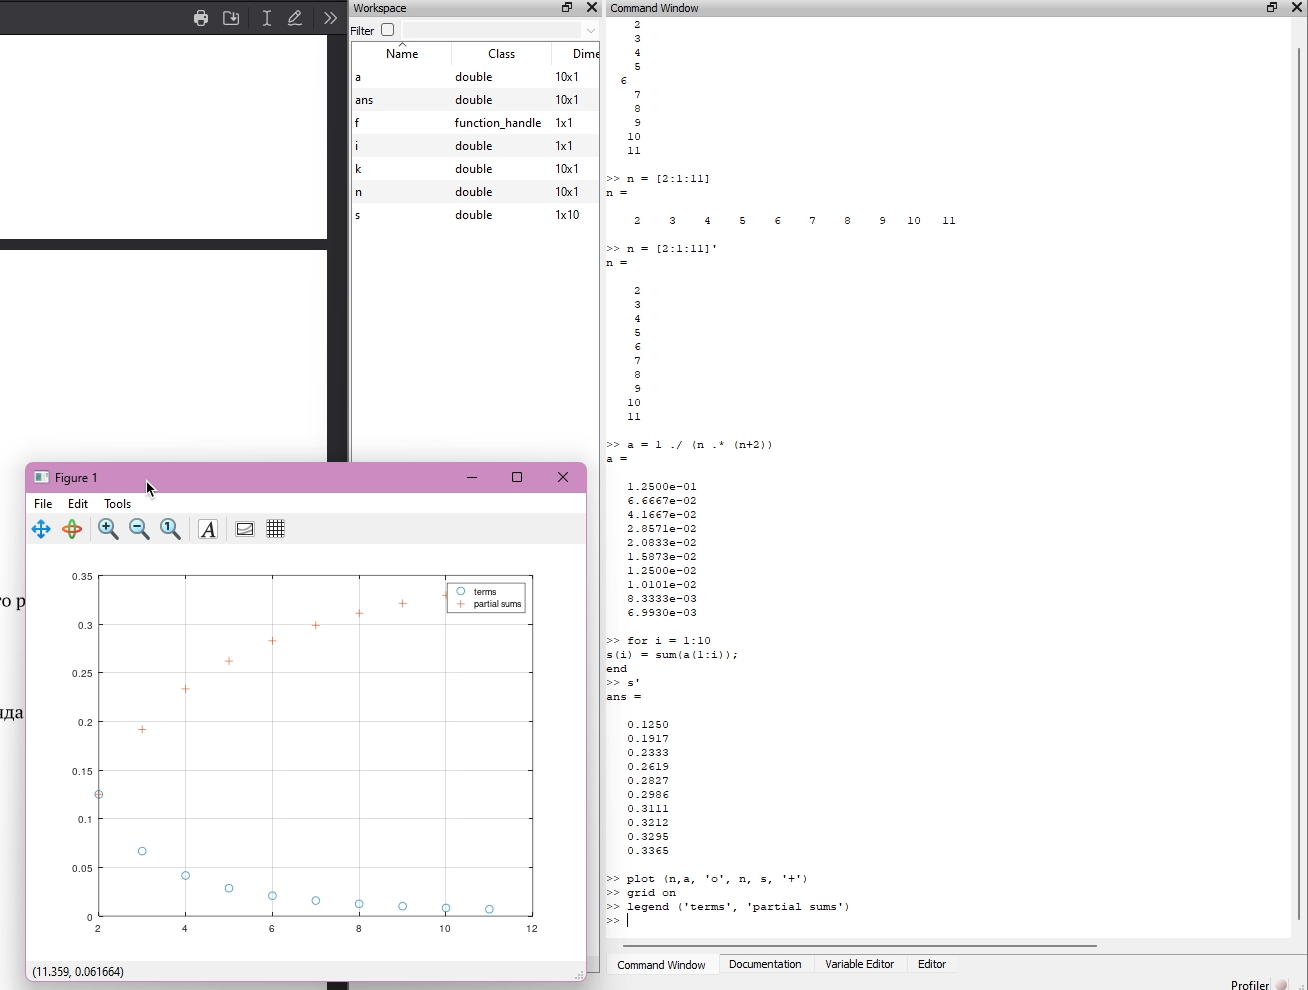 Workspace
Filter
Name Class Dime
a double 10x1
ans double 10x1
f function_handle 1x1
i double 1x1
k double 10x1
n double 10x1
s double 1x10
Command Window
2
3
4
5
6
7
8
9
10
11
>> n = [2:1:11]
n =
2 3 4 5 6 7 8 9 10 11
>> n = [2:1:11]'
n =
2
3
4
5
6
7
8
9
10
11
>> a = 1 ./ (n .* (n+2))
a =
1.2500e-01
6.6667e-02
4.1667e-02
2.8571e-02
2.0833e-02
1.5873e-02
1.2500e-02
1.0101e-02
8.3333e-03
6.9930e-03
>> for i = 1:10
s(i) = sum(a(1:i));
end
>> s'
ans =
0.1250
0.1917
0.2333
0.2619
0.2827
0.2986
0.3111
0.3212
0.3295
0.3365
>> plot (n,a, 'o', n, s, '+')
>> grid on
>> legend ('terms', 'partial sums')
>>
Command Window Documentation Variable Editor Editor
Profiler
го р
яда
Figure 1
File Edit Tools
A
0.35
0.3
0.25
0.2
0.15
0.1
0.05
0
2 4 6 8 10 12
terms
partial sums
(11.359, 0.061664)